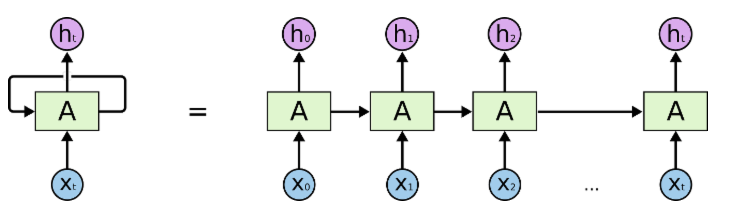 hₜ h₀ h₁ h₂ hₜ
A = A A A A
xₜ x₀ x₁ x₂ ... xₜ